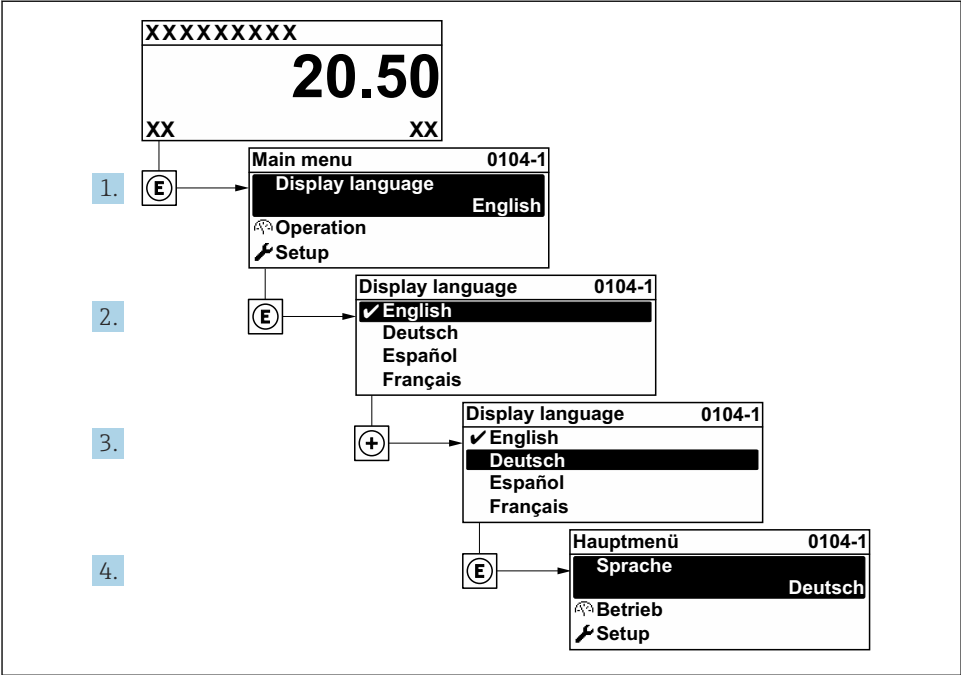 XXXXXXXXX
20.50
XX XX
1.
E
Main menu 0104-1
Display language
English
Operation
Setup
2.
E
Display language 0104-1
✔ English
Deutsch
Español
Français
3.
+
Display language 0104-1
✔ English
Deutsch
Español
Français
4.
E
Hauptmenü 0104-1
Sprache
Deutsch
Betrieb
Setup